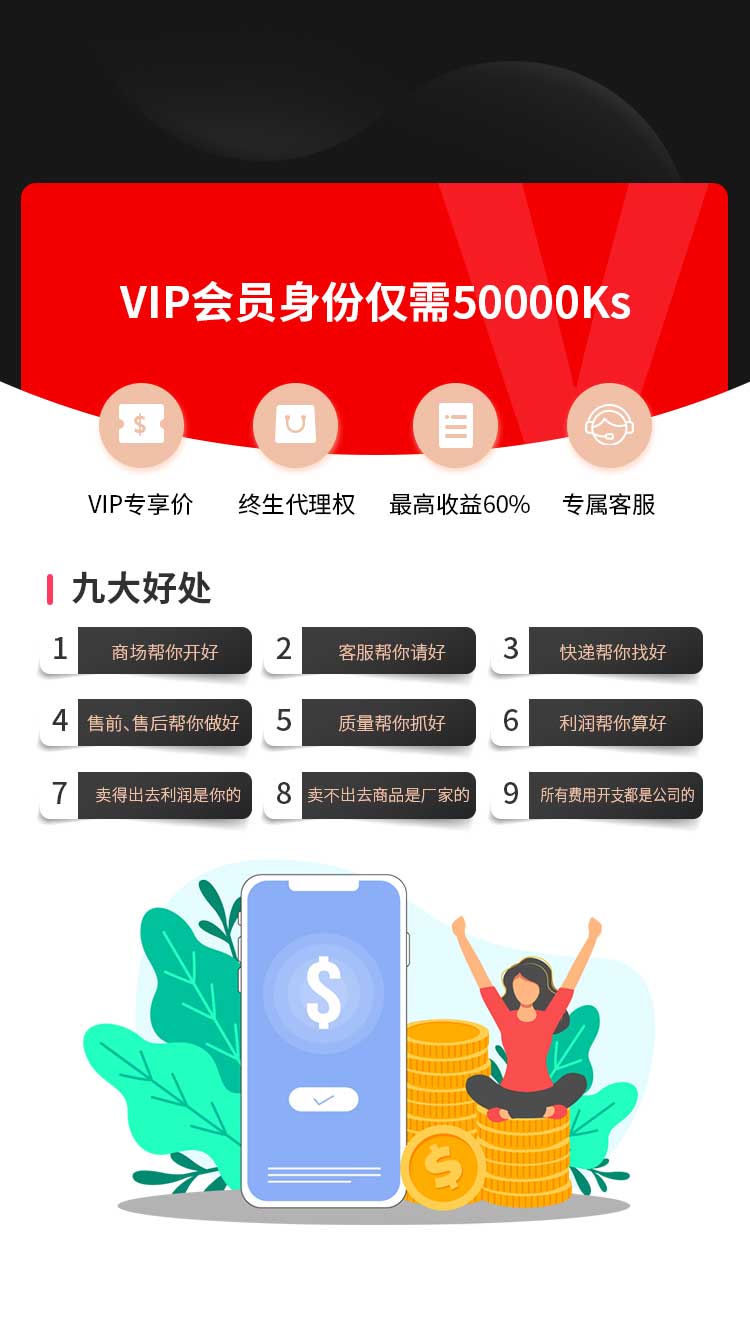 VIP会员身份仅需50000Ks
$
VIP专享价 终生代理权 最高收益60% 专属客服
九大好处
1 商场帮你开好 2 客服帮你请好 3 快递帮你找好
4 售前、售后帮你做好 5 质量帮你抓好 6 利润帮你算好
7 卖得出去利润是你的 8 卖不出去商品是厂家的 9 所有费用开支都是公司的
$
$